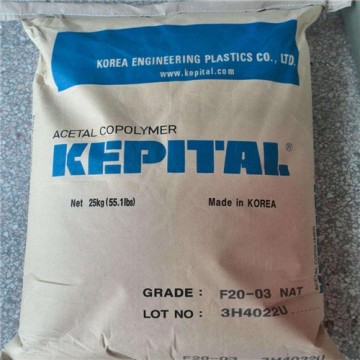 KOREA ENGINEERING PLASTICS CO., LTD.
www.kepital.com
ACETAL COPOLYMER
KEPITAL®
Net 25kg(55.1lbs)
Made in KOREA
GRADE: F20-03 NAT
LOT NO: 3H4022U